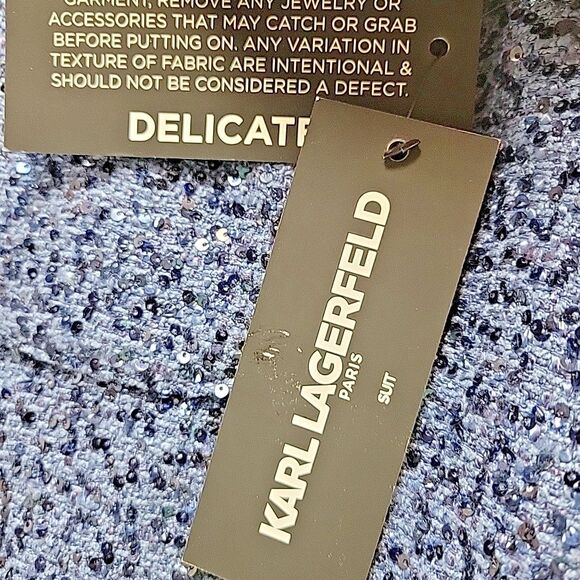 GARMENT, REMOVE ANY JEWELRY OR
ACCESSORIES THAT MAY CATCH OR GRAB
BEFORE PUTTING ON. ANY VARIATION IN
TEXTURE OF FABRIC ARE INTENTIONAL &
SHOULD NOT BE CONSIDERED A DEFECT.
DELICATE
KARL LAGERFELD
PARIS
SUIT